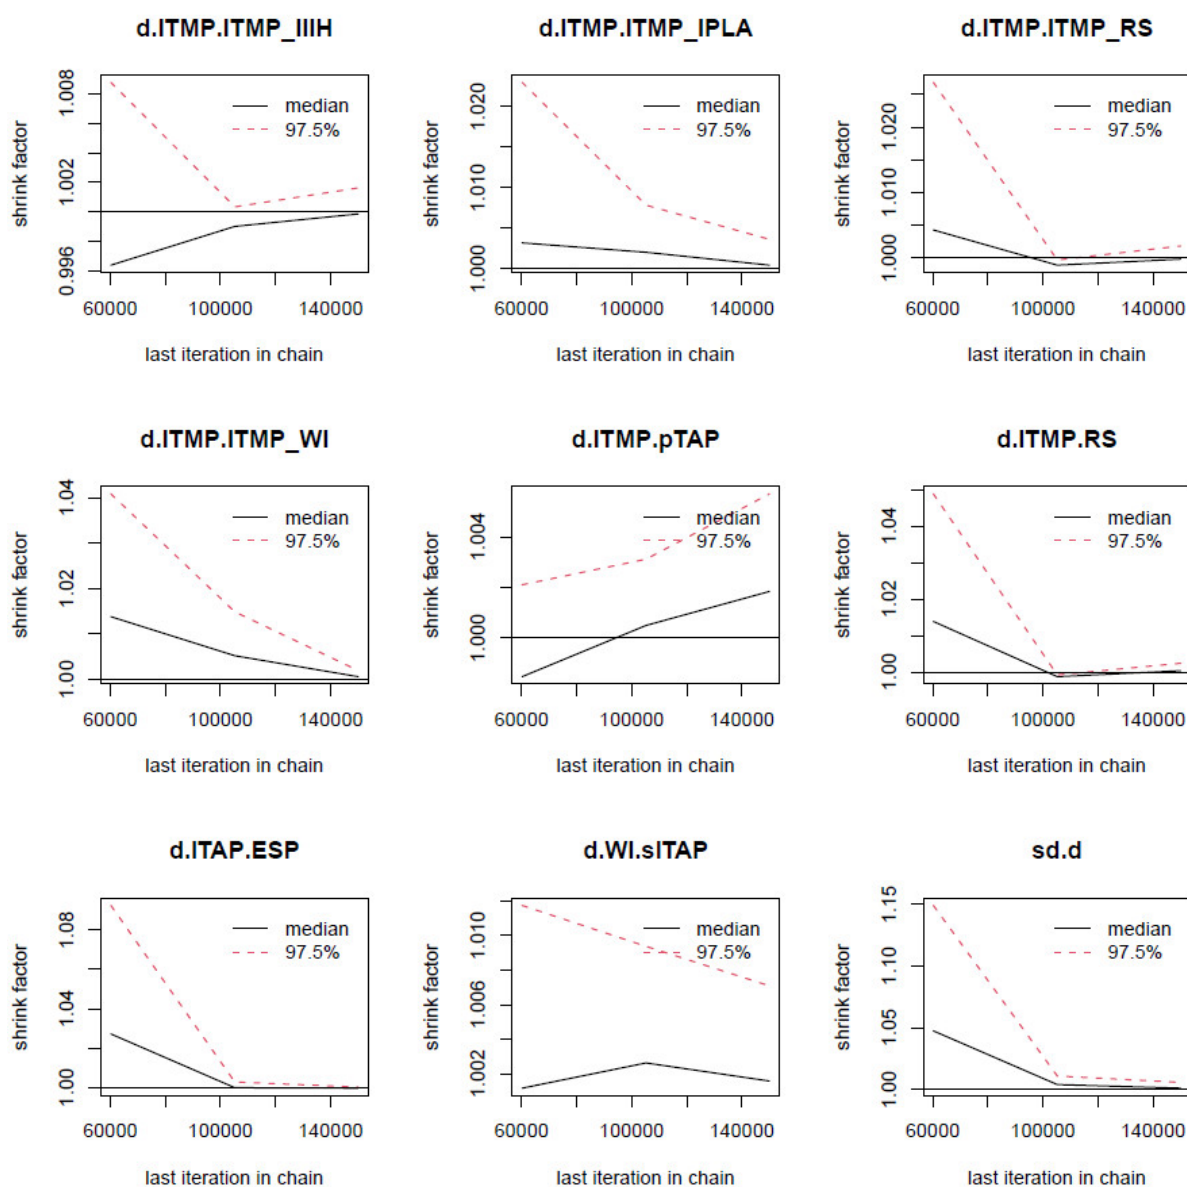 d.ITMP.ITMP_IIIH
shrink factor
0.996 1.002 1.008
median
97.5%
60000 100000 140000
last iteration in chain
d.ITMP.ITMP_IPLA
shrink factor
1.000 1.010 1.020
median
97.5%
60000 100000 140000
last iteration in chain
d.ITMP.ITMP_RS
shrink factor
1.000 1.010 1.020
median
97.5%
60000 100000 140000
last iteration in chain
d.ITMP.ITMP_WI
shrink factor
1.00 1.02 1.04
median
97.5%
60000 100000 140000
last iteration in chain
d.ITMP.pTAP
shrink factor
1.000 1.004
median
97.5%
60000 100000 140000
last iteration in chain
d.ITMP.RS
shrink factor
1.00 1.02 1.04
median
97.5%
60000 100000 140000
last iteration in chain
d.ITAP.ESP
shrink factor
1.00 1.04 1.08
median
97.5%
60000 100000 140000
last iteration in chain
d.WI.sITAP
shrink factor
1.002 1.006 1.010
median
97.5%
60000 100000 140000
last iteration in chain
sd.d
shrink factor
1.00 1.05 1.10 1.15
median
97.5%
60000 100000 140000
last iteration in chain